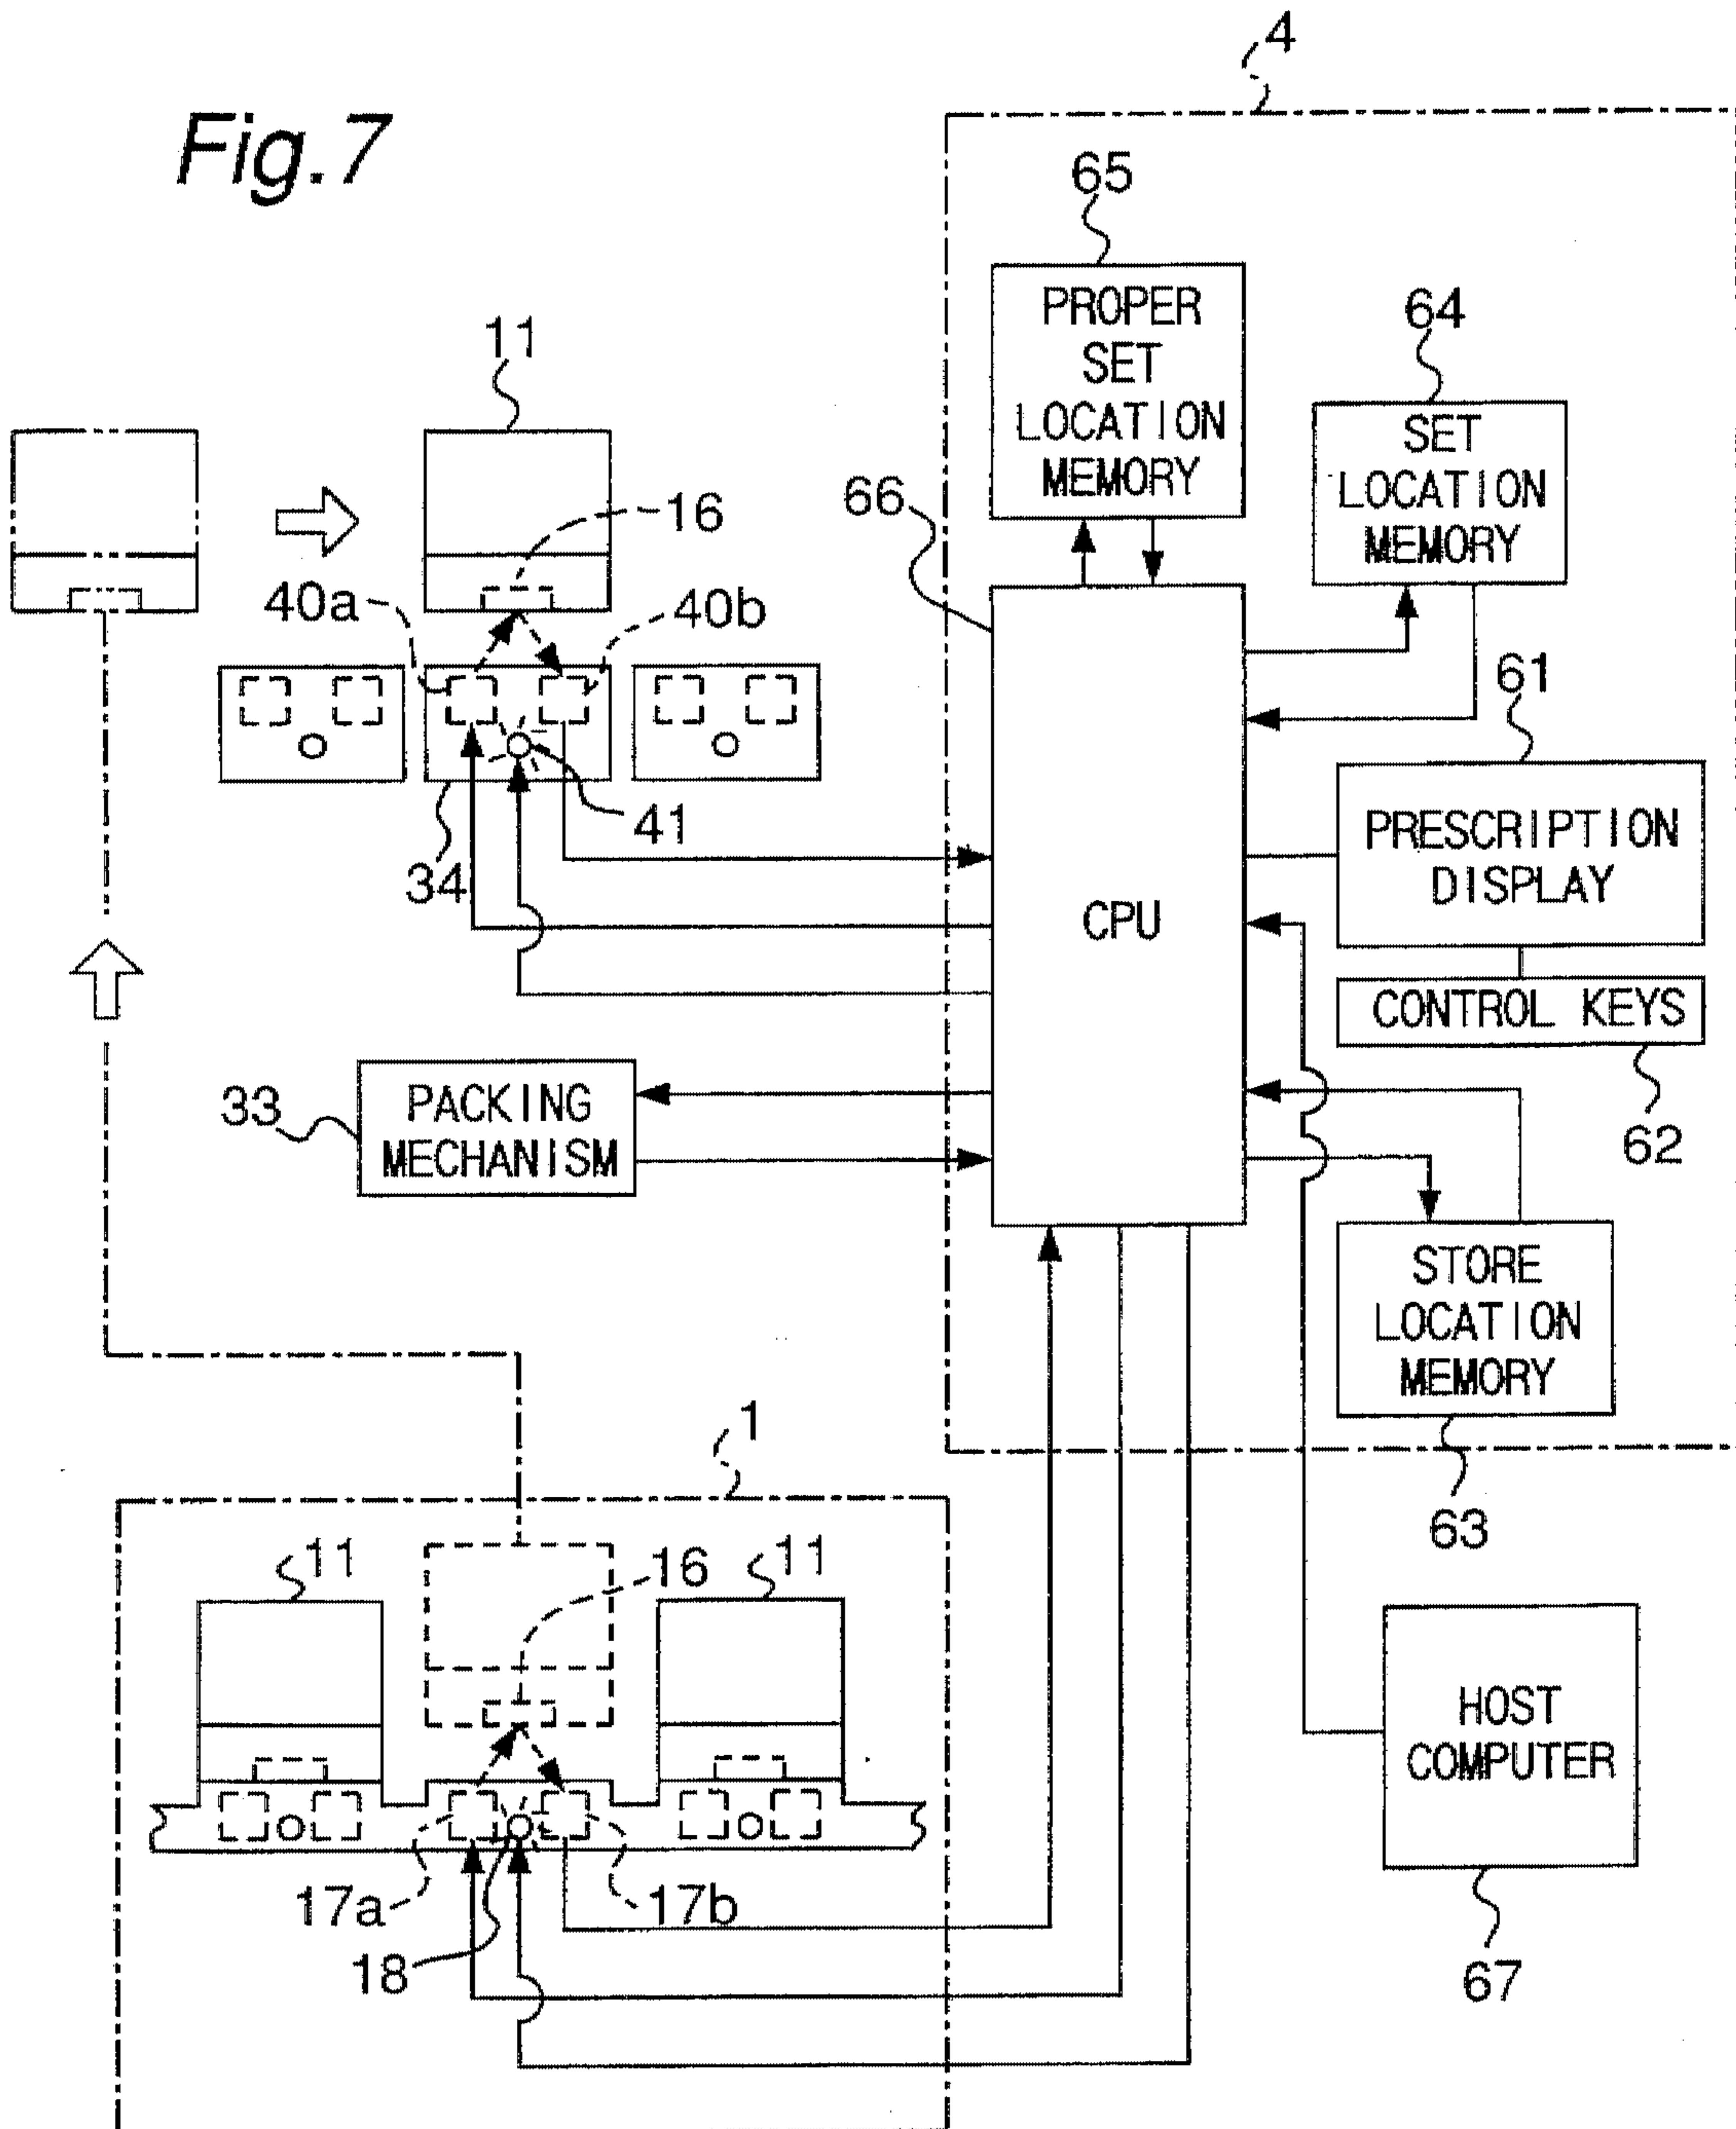 Fig.7
4
65
PROPER
SET
LOCATION
MEMORY
64
SET
LOCATION
MEMORY
11
16
66
40a
40b
61
PRESCRIPTION
DISPLAY
41
34
CPU
CONTROL KEYS
62
33
PACKING
MECHANISM
STORE
LOCATION
MEMORY
63
1
11
16
11
HOST
COMPUTER
67
17a
17b
18